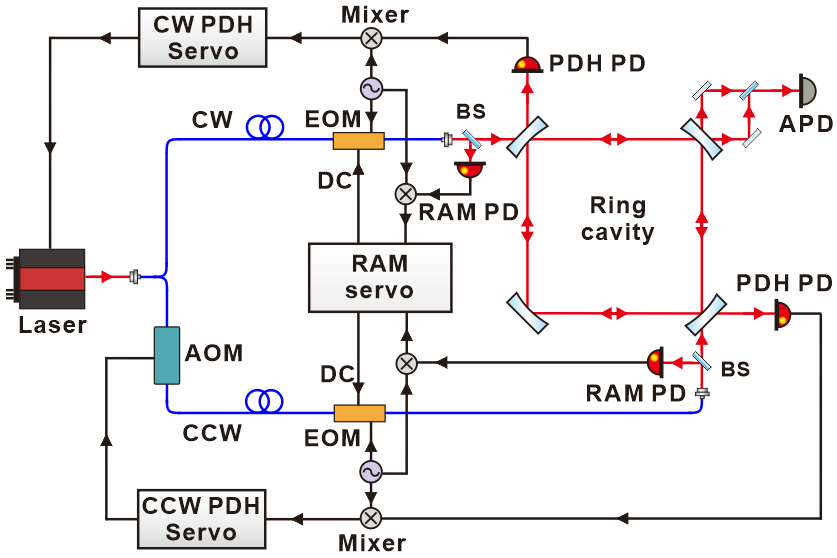 Mixer
CW PDH
Servo
PDH PD
BS
APD
CW
EOM
DC
RAM PD
Ring
cavity
RAM
servo
PDH PD
Laser
AOM
DC
BS
RAM PD
CCW
EOM
CCW PDH
Servo
Mixer